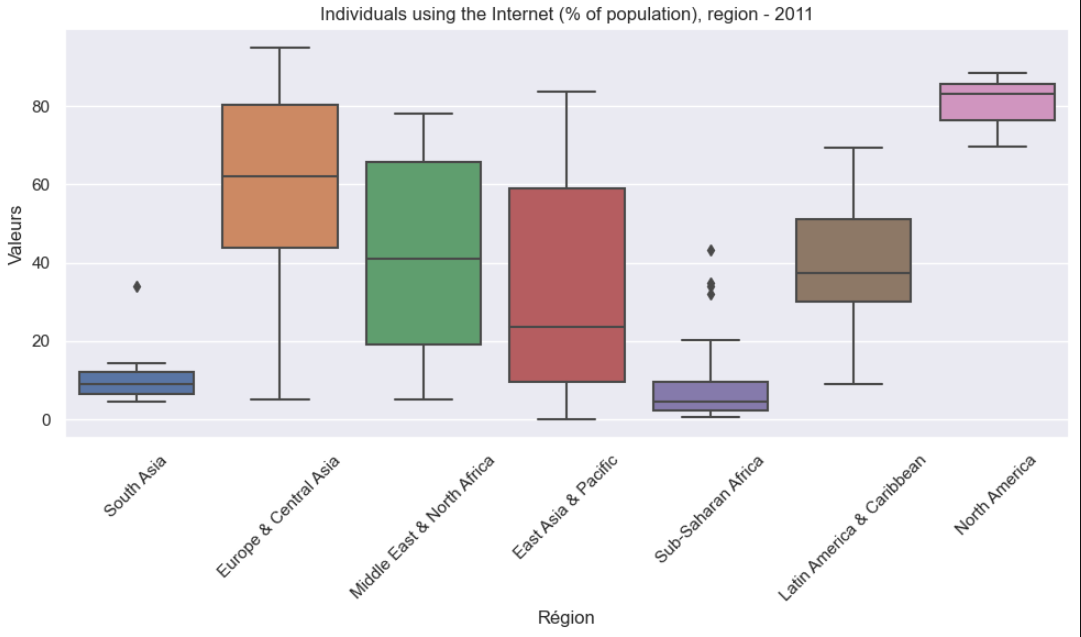 Individuals using the Internet (% of population), region - 2011
Valeurs
80
60
40
20
0
South Asia
Europe & Central Asia
Middle East & North Africa
East Asia & Pacific
Sub-Saharan Africa
Latin America & Caribbean
North America
Région